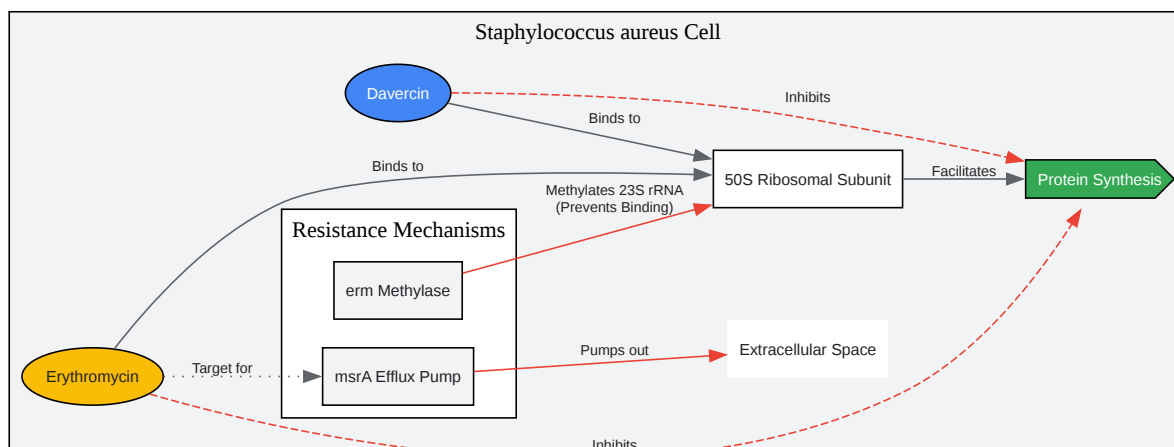 Staphylococcus aureus Cell
Davercin
Inhibits
Binds to
Binds to
50S Ribosomal Subunit
Facilitates
Protein Synthesis
Methylates 23S rRNA
(Prevents Binding)
Resistance Mechanisms
erm Methylase
Erythromycin
Target for
msrA Efflux Pump
Pumps out
Extracellular Space
Inhibits